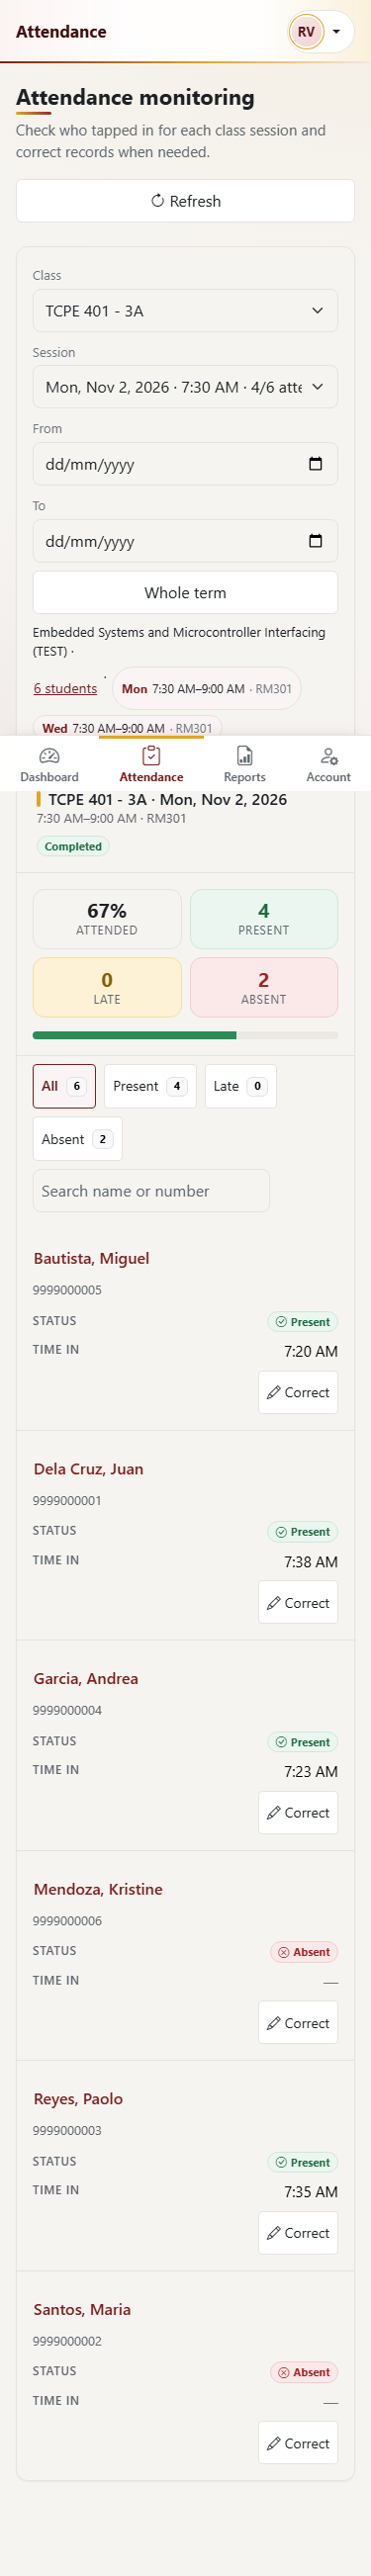 Attendance
RV
Attendance monitoring
Check who tapped in for each class session and
correct records when needed.
Refresh
Class
TCPE 401 - 3A
Session
Mon, Nov 2, 2026 · 7:30 AM · 4/6 atte
From
dd/mm/yyyy
To
dd/mm/yyyy
Whole term
Embedded Systems and Microcontroller Interfacing
(TEST) ·
6 students · Mon 7:30 AM–9:00 AM · RM301
Wed 7:30 AM–9:00 AM · RM301
Dashboard Attendance Reports Account
TCPE 401 - 3A · Mon, Nov 2, 2026
7:30 AM–9:00 AM · RM301
Completed
67%
ATTENDED
4
PRESENT
0
LATE
2
ABSENT
All 6 Present 4 Late 0
Absent 2
Search name or number
Bautista, Miguel
9999000005
STATUS Present
TIME IN 7:20 AM
Correct
Dela Cruz, Juan
9999000001
STATUS Present
TIME IN 7:38 AM
Correct
Garcia, Andrea
9999000004
STATUS Present
TIME IN 7:23 AM
Correct
Mendoza, Kristine
9999000006
STATUS Absent
TIME IN —
Correct
Reyes, Paolo
9999000003
STATUS Present
TIME IN 7:35 AM
Correct
Santos, Maria
9999000002
STATUS Absent
TIME IN —
Correct